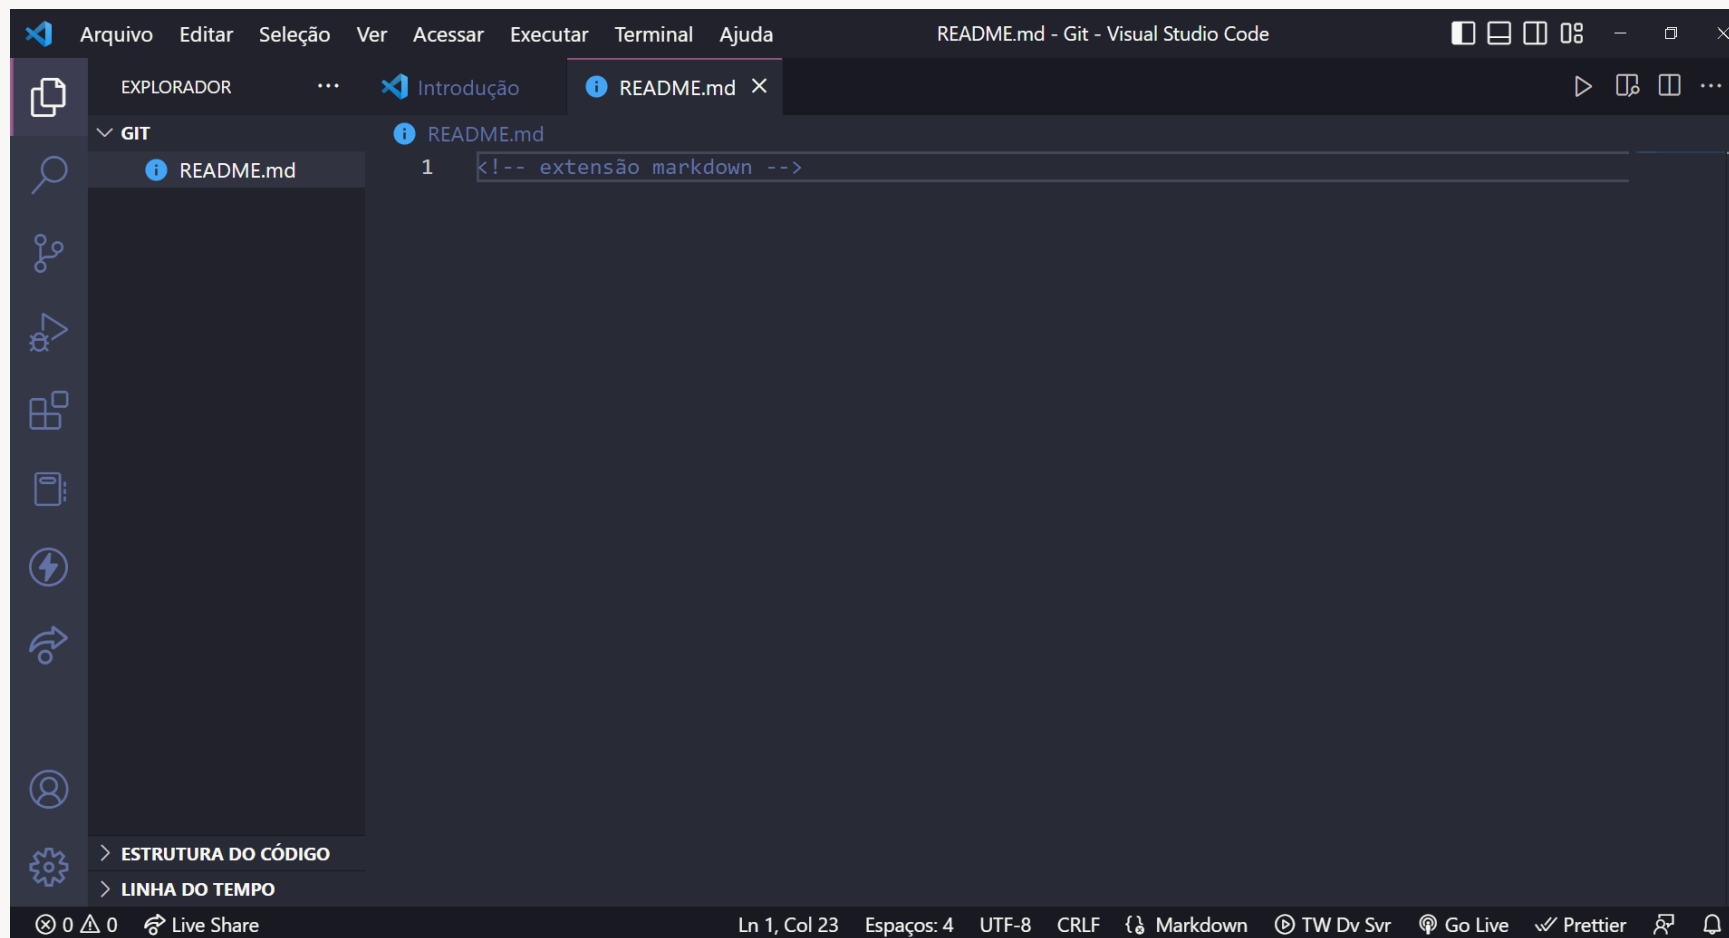 Arquivo Editar Seleção Ver Acessar Executar Terminal Ajuda README.md - Git - Visual Studio Code
EXPLORADOR
Introdução README.md
GIT
README.md
README.md
1 <!-- extensão markdown -->
ESTRUTURA DO CÓDIGO
LINHA DO TEMPO
0 0 Live Share Ln 1, Col 23 Espaços: 4 UTF-8 CRLF Markdown TW Dv Svr Go Live Prettier